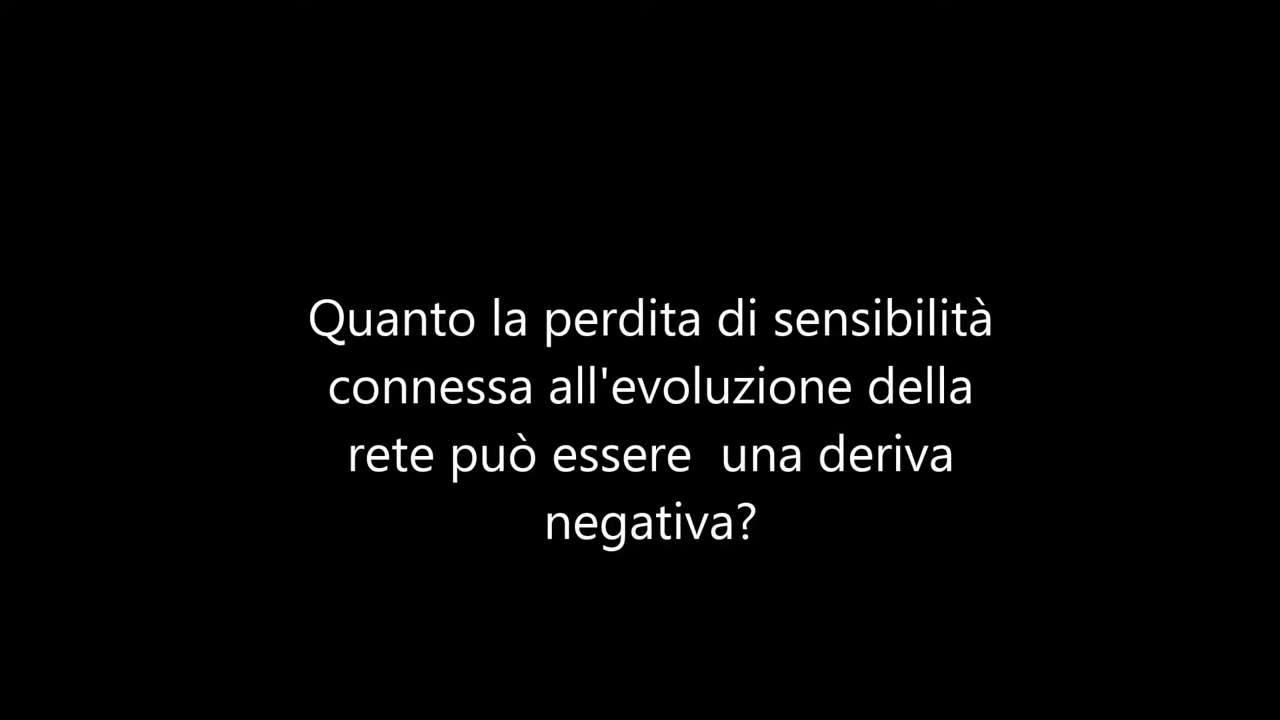 Quanto la perdita di sensibilità
connessa all'evoluzione della
rete può essere  una deriva
negativa?